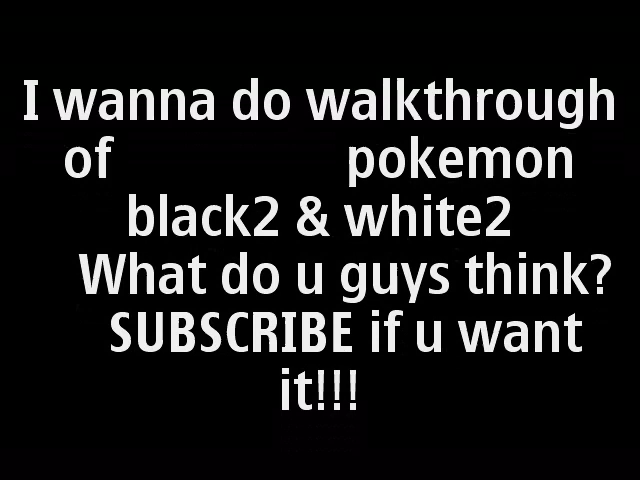 I wanna do walkthrough
of pokemon
black2 & white2
What do u guys think?
SUBSCRIBE if u want
it!!!